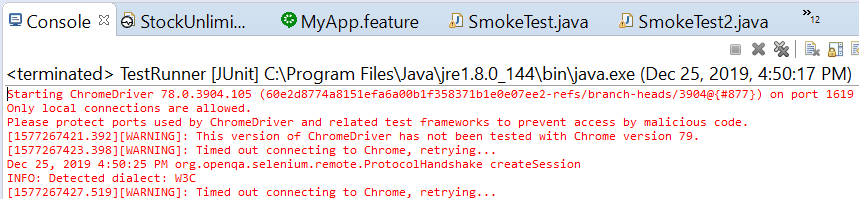 Console StockUnlimi... MyApp.feature SmokeTest.java SmokeTest2.java »12
<terminated> TestRunner [JUnit] C:\Program Files\Java\jre1.8.0_144\bin\java.exe (Dec 25, 2019, 4:50:17 PM)
Starting ChromeDriver 78.0.3904.105 (60e2d8774a8151efa6a00b1f358371b1e0e07ee2-refs/branch-heads/3904@{#877}) on port 1619
Only local connections are allowed.
Please protect ports used by ChromeDriver and related test frameworks to prevent access by malicious code.
[1577267421.392][WARNING]: This version of ChromeDriver has not been tested with Chrome version 79.
[1577267423.398][WARNING]: Timed out connecting to Chrome, retrying...
Dec 25, 2019 4:50:25 PM org.openqa.selenium.remote.ProtocolHandshake createSession
INFO: Detected dialect: W3C
[1577267427.519][WARNING]: Timed out connecting to Chrome, retrying...